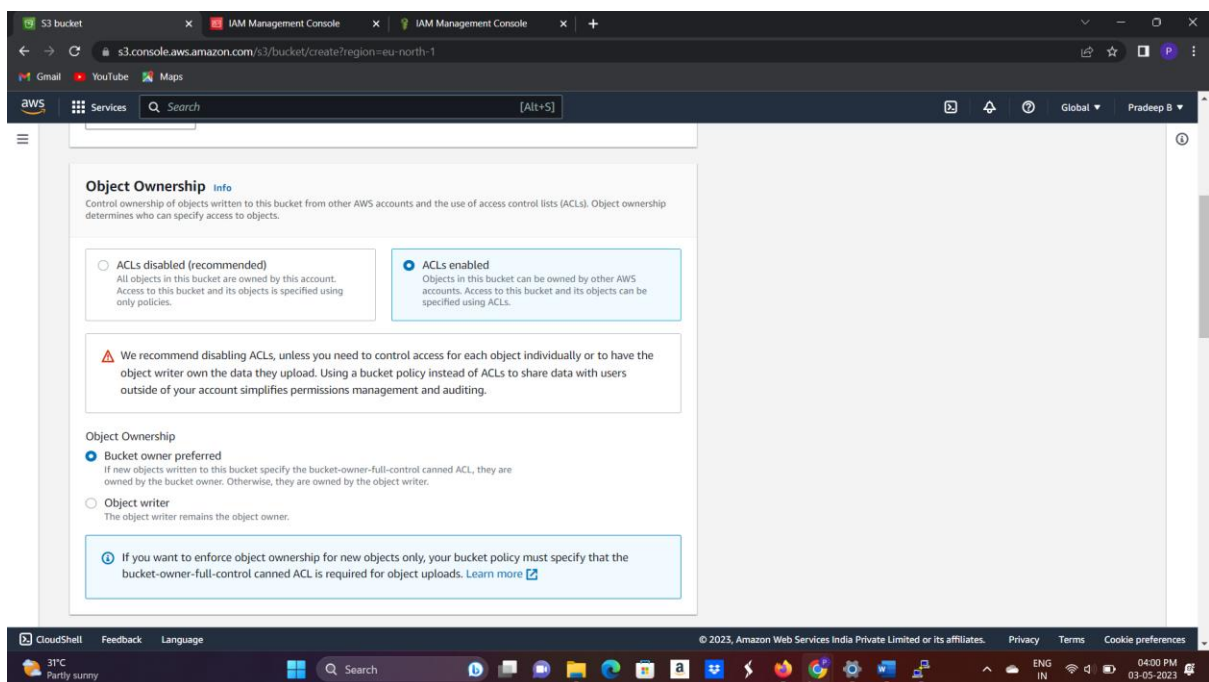 S3 bucket
IAM Management Console
IAM Management Console
s3.console.aws.amazon.com/s3/bucket/create?region=eu-north-1
P
Gmail YouTube Maps
aws Services Search [Alt+S] Global Pradeep B
Object Ownership Info
Control ownership of objects written to this bucket from other AWS accounts and the use of access control lists (ACLs). Object ownership
determines who can specify access to objects.
ACLs disabled (recommended)
All objects in this bucket are owned by this account.
Access to this bucket and its objects is specified using
only policies.
ACLs enabled
Objects in this bucket can be owned by other AWS
accounts. Access to this bucket and its objects can be
specified using ACLs.
We recommend disabling ACLs, unless you need to control access for each object individually or to have the
object writer own the data they upload. Using a bucket policy instead of ACLs to share data with users
outside of your account simplifies permissions management and auditing.
Object Ownership
Bucket owner preferred
If new objects written to this bucket specify the bucket-owner-full-control canned ACL, they are
owned by the bucket owner. Otherwise, they are owned by the object writer.
Object writer
The object writer remains the object owner.
If you want to enforce object ownership for new objects only, your bucket policy must specify that the
bucket-owner-full-control canned ACL is required for object uploads. Learn more
CloudShell Feedback Language © 2023, Amazon Web Services India Private Limited or its affiliates. Privacy Terms Cookie preferences
31°C
Partly sunny
Search
ENG
IN
04:00 PM
03-05-2023